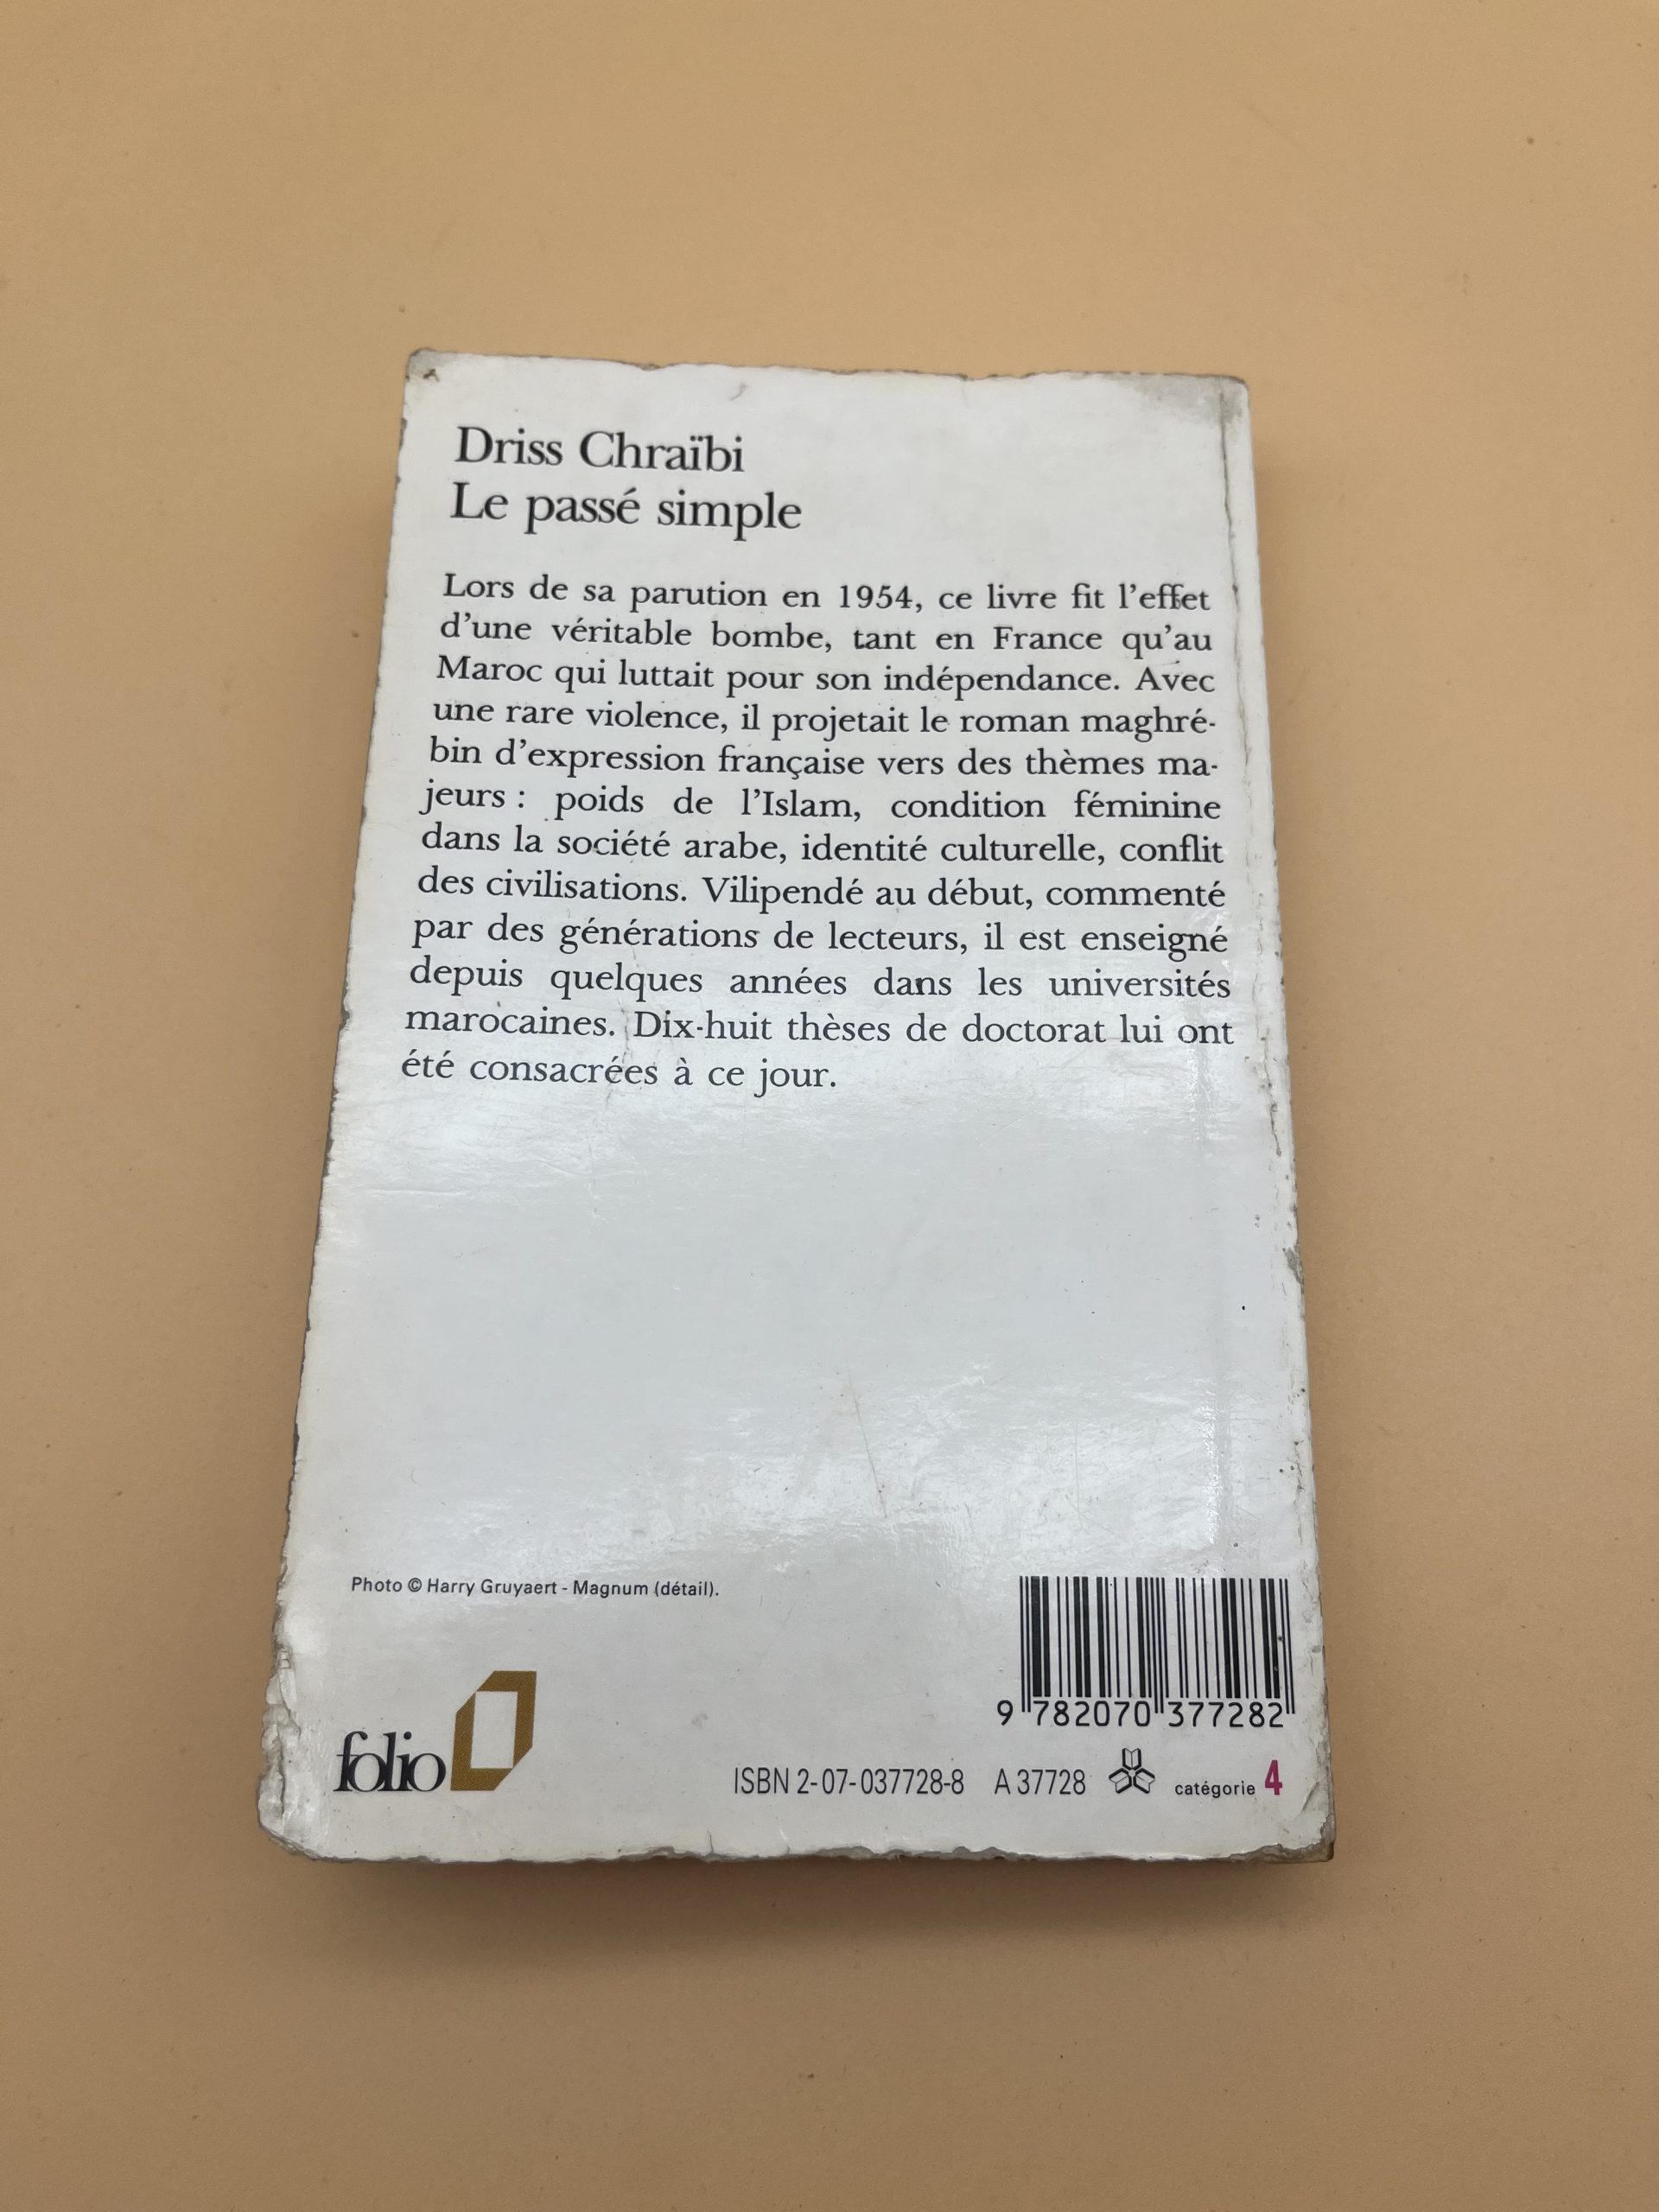 Driss Chraïbi
Le passé simple
Lors de sa parution en 1954, ce livre fit l'effet
d'une véritable bombe, tant en France qu'au
Maroc qui luttait pour son indépendance. Avec
une rare violence, il projetait le roman maghré-
bin d'expression française vers des thèmes ma-
jeurs : poids de l'Islam, condition féminine
dans la société arabe, identité culturelle, conflit
des civilisations. Vilipendé au début, commenté
par des générations de lecteurs, il est enseigné
depuis quelques années dans les universités
marocaines. Dix-huit thèses de doctorat lui ont
été consacrées à ce jour.
Photo © Harry Gruyaert - Magnum (détail).
9 782070 377282
folio
ISBN 2-07-037728-8 A 37728 catégorie 4